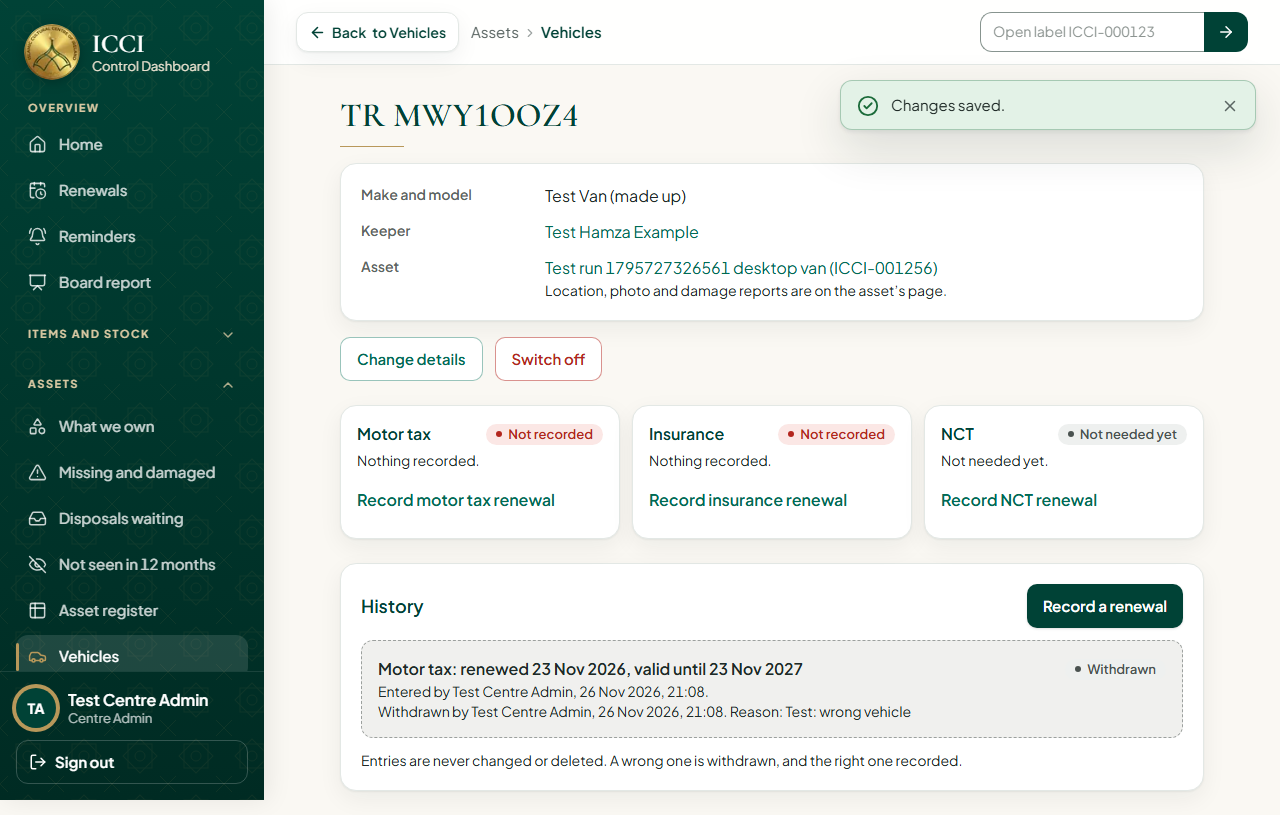 ICCI
Control Dashboard
OVERVIEW
Home
Renewals
Reminders
Board report
ITEMS AND STOCK
ASSETS
What we own
Missing and damaged
Disposals waiting
Not seen in 12 months
Asset register
Vehicles
TA
Test Centre Admin
Centre Admin
Sign out
Back to Vehicles
Assets > Vehicles
Open label ICCI-000123
Changes saved.
TR MWY1OOZ4
Make and model Test Van (made up)
Keeper Test Hamza Example
Asset Test run 1795727326561 desktop van (ICCI-001256)
Location, photo and damage reports are on the asset's page.
Change details Switch off
Motor tax Not recorded
Nothing recorded.
Record motor tax renewal
Insurance Not recorded
Nothing recorded.
Record insurance renewal
NCT Not needed yet
Not needed yet.
Record NCT renewal
History Record a renewal
Motor tax: renewed 23 Nov 2026, valid until 23 Nov 2027 Withdrawn
Entered by Test Centre Admin, 26 Nov 2026, 21:08.
Withdrawn by Test Centre Admin, 26 Nov 2026, 21:08. Reason: Test: wrong vehicle
Entries are never changed or deleted. A wrong one is withdrawn, and the right one recorded.